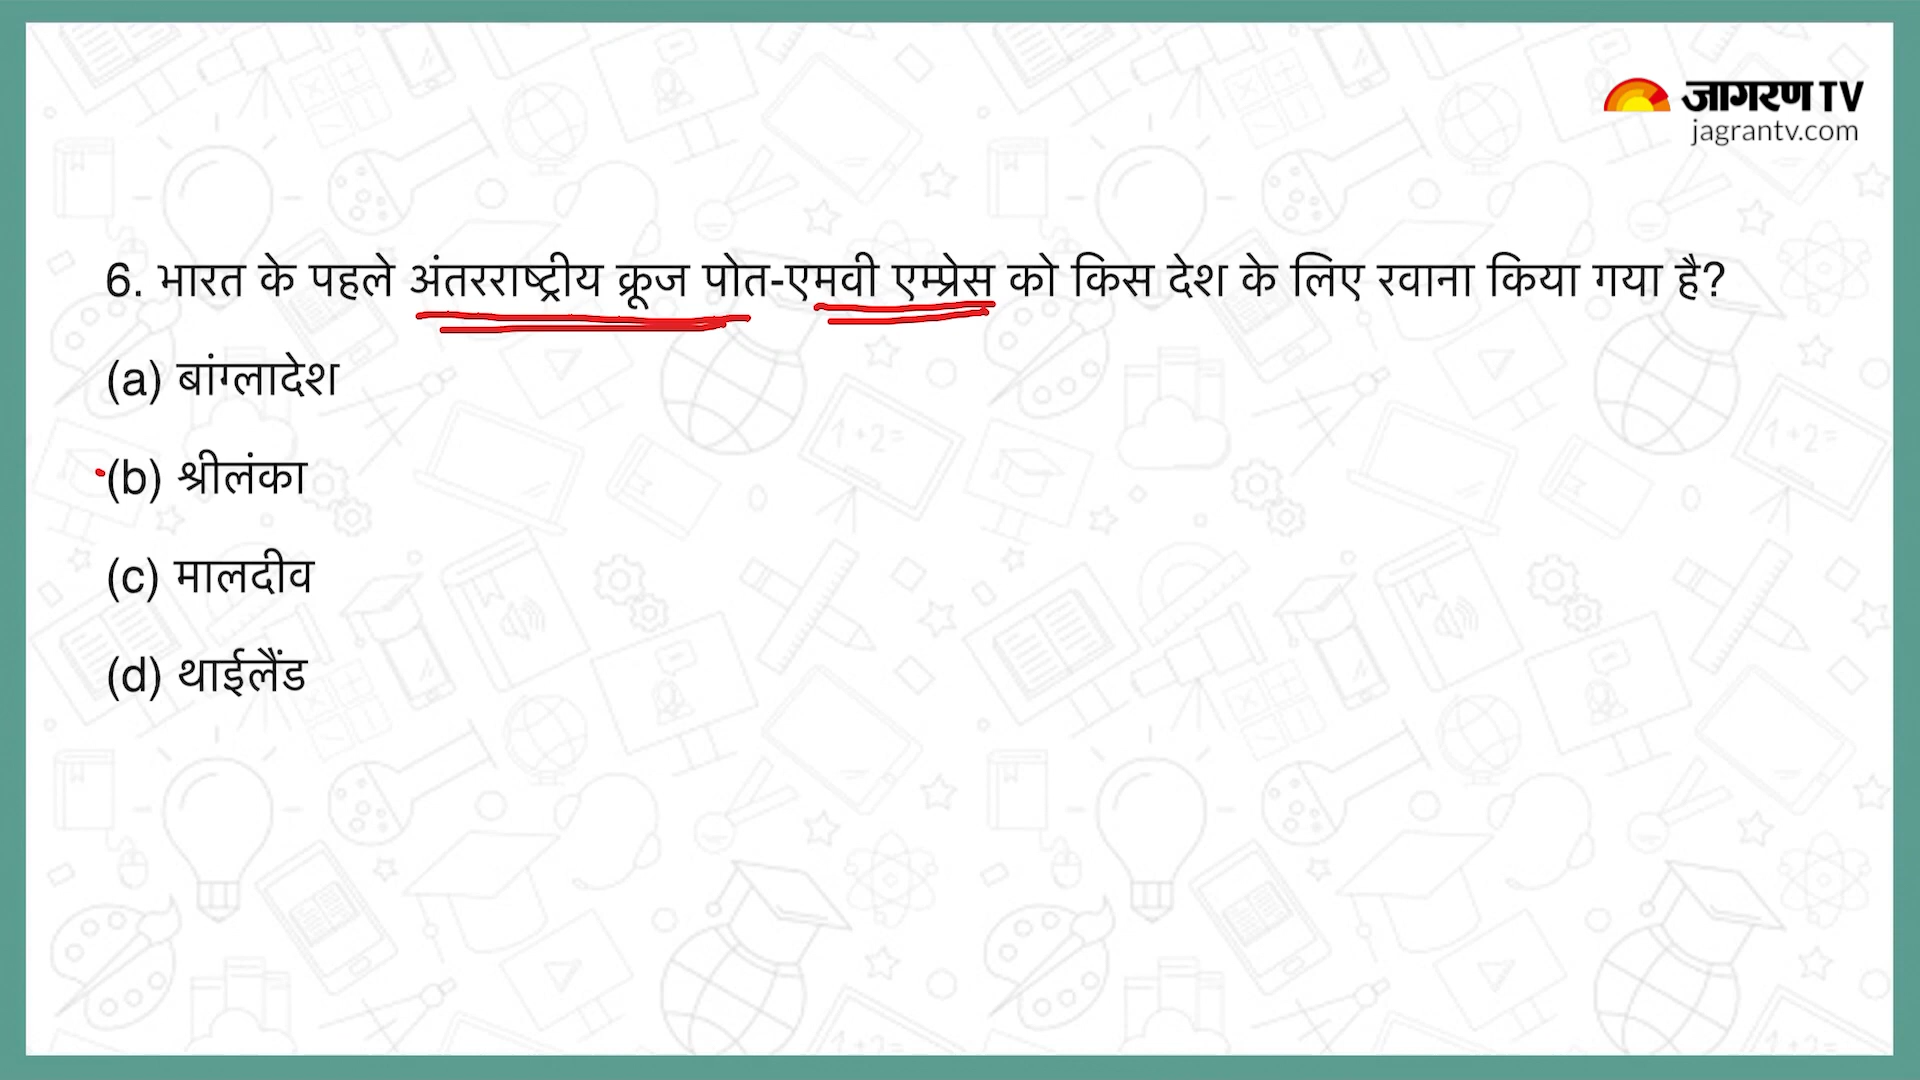 जागरण TV
jagrantv.com
6. भारत के पहले अंतरराष्ट्रीय क्रूज पोत-एमवी एम्प्रेस को किस देश के लिए रवाना किया गया है?
(a) बांग्लादेश
(b) श्रीलंका
(c) मालदीव
(d) थाईलैंड